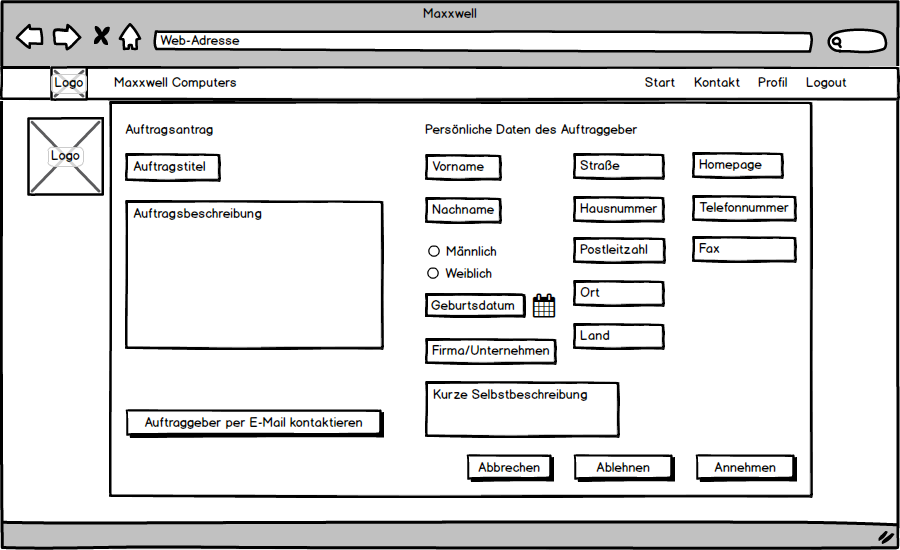 Maxxwell
Web-Adresse
Logo
Maxxwell Computers
Start
Kontakt
Profil
Logout
Logo
Auftragsantrag
Auftragstitel
Auftragsbeschreibung
Auftraggeber per E-Mail kontaktieren
Persönliche Daten des Auftraggeber
Vorname
Nachname
Männlich
Weiblich
Geburtsdatum
Firma/Unternehmen
Kurze Selbstbeschreibung
Straße
Hausnummer
Postleitzahl
Ort
Land
Homepage
Telefonnummer
Fax
Abbrechen
Ablehnen
Annehmen